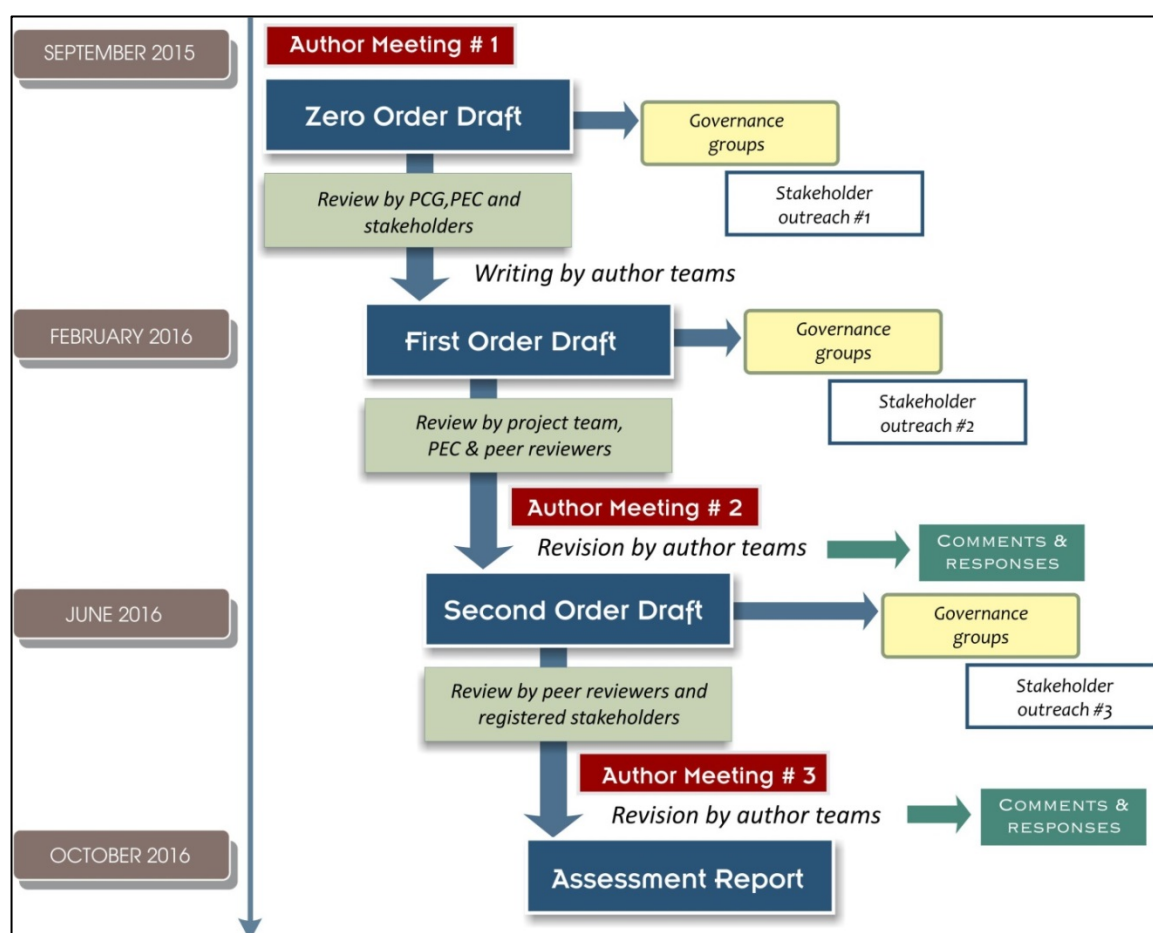 SEPTEMBER 2015
Author Meeting # 1
Zero Order Draft
Governance
groups
Review by PCG,PEC and
stakeholders
Stakeholder
outreach #1
Writing by author teams
FEBRUARY 2016
First Order Draft
Governance
groups
Review by project team,
PEC & peer reviewers
Stakeholder
outreach #2
Author Meeting # 2
Revision by author teams
COMMENTS &
RESPONSES
JUNE 2016
Second Order Draft
Governance
groups
Review by peer reviewers and
registered stakeholders
Stakeholder
outreach #3
Author Meeting # 3
Revision by author teams
COMMENTS &
RESPONSES
OCTOBER 2016
Assessment Report